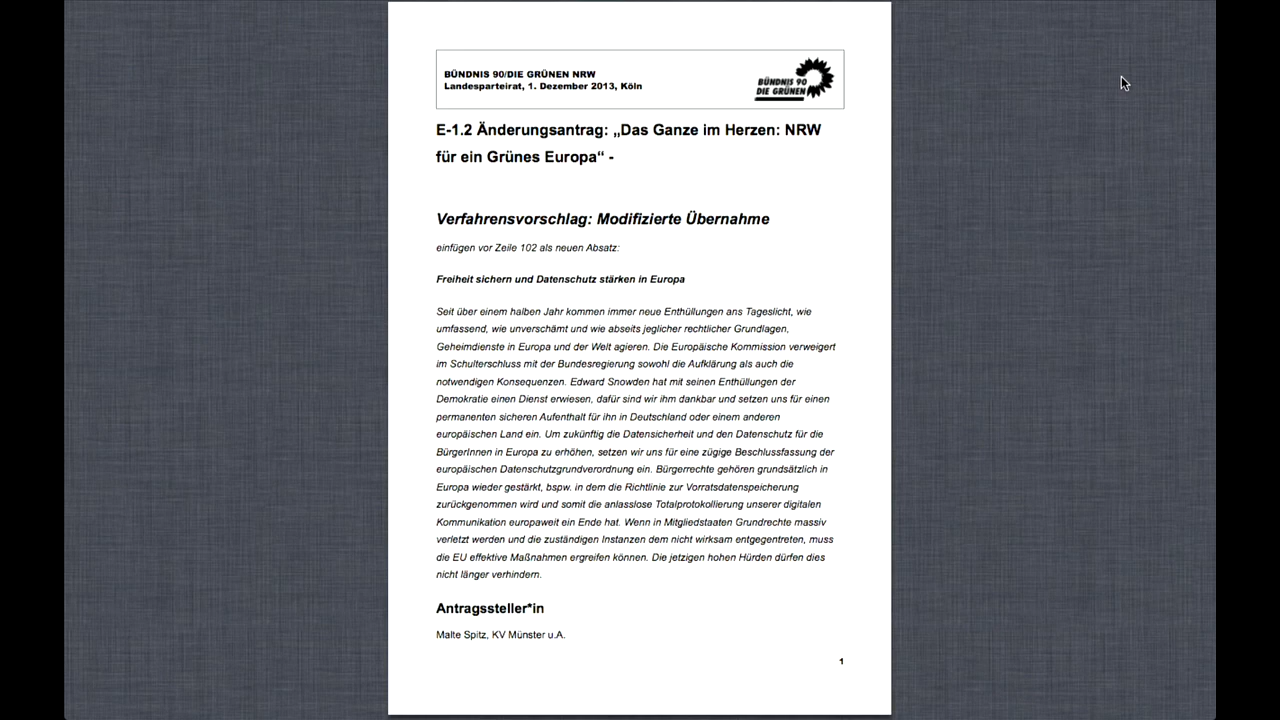 BÜNDNIS 90/DIE GRÜNEN NRW
Landesparteirat, 1. Dezember 2013, Köln
BÜNDNIS 90
DIE GRÜNEN
E-1.2 Änderungsantrag: „Das Ganze im Herzen: NRW
für ein Grünes Europa“ -
Verfahrensvorschlag: Modifizierte Übernahme
einfügen vor Zeile 102 als neuen Absatz:
Freiheit sichern und Datenschutz stärken in Europa
Seit über einem halben Jahr kommen immer neue Enthüllungen ans Tageslicht, wie
umfassend, wie unverschämt und wie abseits jeglicher rechtlicher Grundlagen,
Geheimdienste in Europa und der Welt agieren. Die Europäische Kommission verweigert
im Schulterschluss mit der Bundesregierung sowohl die Aufklärung als auch die
notwendigen Konsequenzen. Edward Snowden hat mit seinen Enthüllungen der
Demokratie einen Dienst erwiesen, dafür sind wir ihm dankbar und setzen uns für einen
permanenten sicheren Aufenthalt für ihn in Deutschland oder einem anderen
europäischen Land ein. Um zukünftig die Datensicherheit und den Datenschutz für die
BürgerInnen in Europa zu erhöhen, setzen wir uns für eine zügige Beschlussfassung der
europäischen Datenschutzgrundverordnung ein. Bürgerrechte gehören grundsätzlich in
Europa wieder gestärkt, bspw. in dem die Richtlinie zur Vorratsdatenspeicherung
zurückgenommen wird und somit die anlasslose Totalprotokollierung unserer digitalen
Kommunikation europaweit ein Ende hat. Wenn in Mitgliedstaaten Grundrechte massiv
verletzt werden und die zuständigen Instanzen dem nicht wirksam entgegentreten, muss
die EU effektive Maßnahmen ergreifen können. Die jetzigen hohen Hürden dürfen dies
nicht länger verhindern.
Antragssteller*in
Malte Spitz, KV Münster u.A.
1